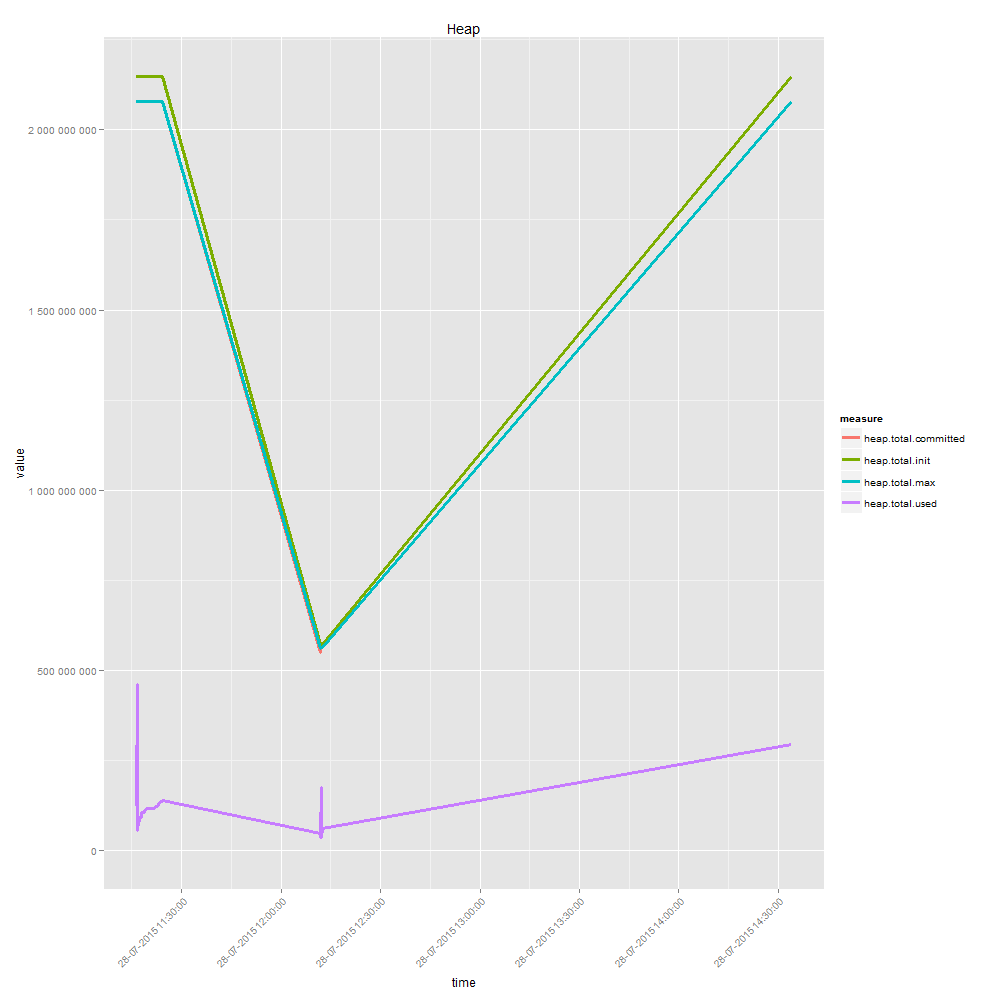 Heap
2 000 000 000
1 500 000 000
1 000 000 000
500 000 000
0
value
28-07-2015 11:30:00
28-07-2015 12:00:00
28-07-2015 12:30:00
28-07-2015 13:00:00
28-07-2015 13:30:00
28-07-2015 14:00:00
28-07-2015 14:30:00
time
measure
heap.total.committed
heap.total.init
heap.total.max
heap.total.used